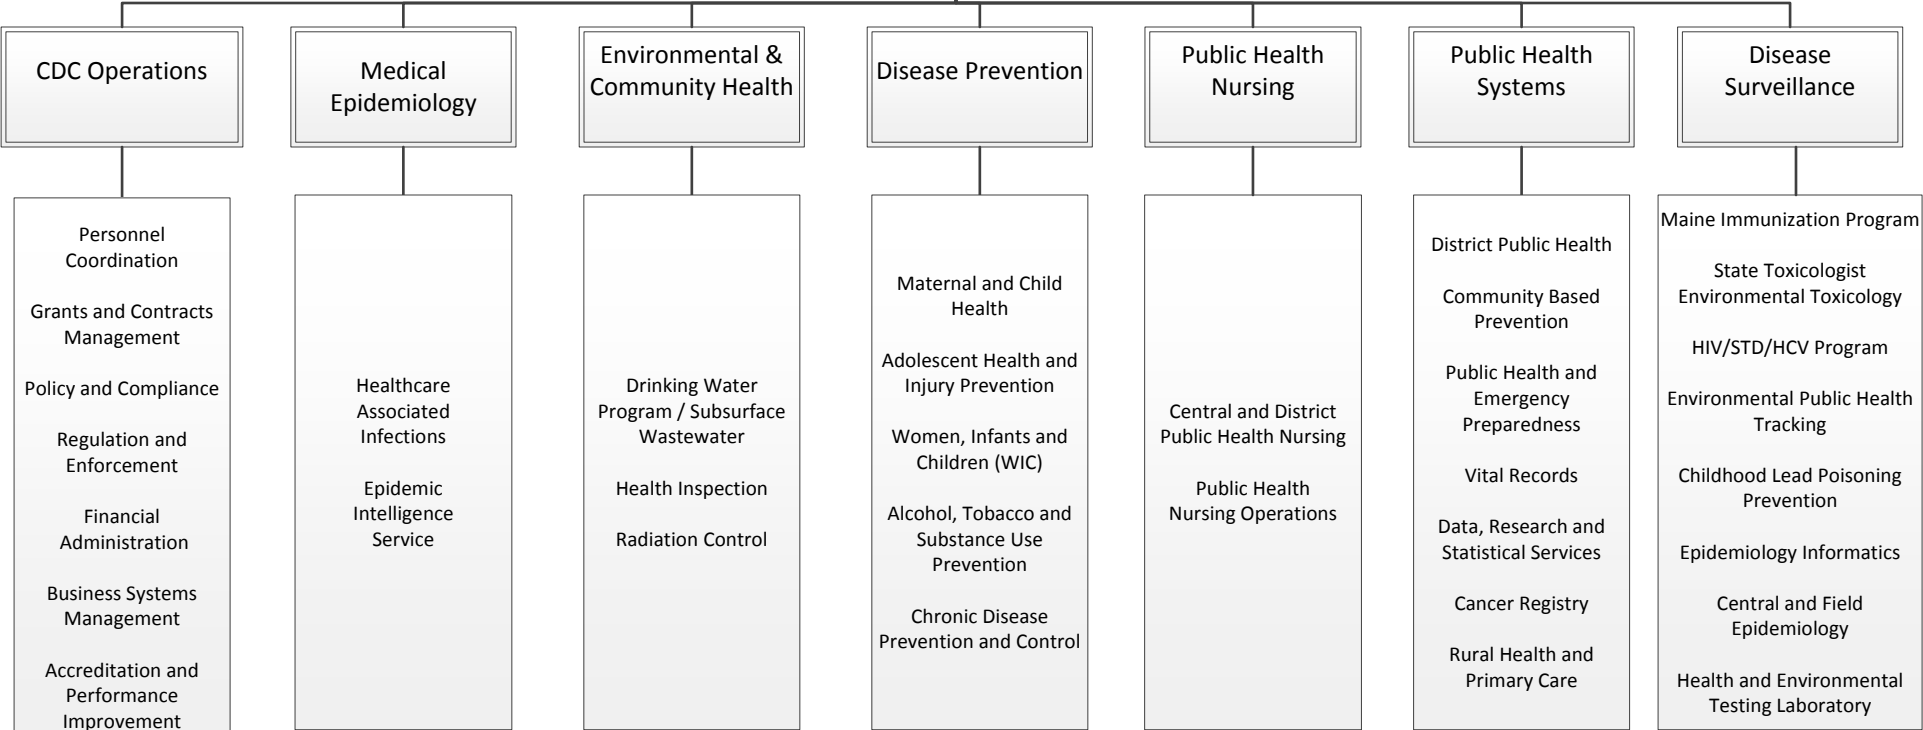 CDC Operations
Medical
Epidemiology
Environmental &
Community Health
Disease Prevention
Public Health
Nursing
Public Health
Systems
Disease
Surveillance
Personnel
Coordination
Grants and Contracts
Management
Policy and Compliance
Regulation and
Enforcement
Financial
Administration
Business Systems
Management
Accreditation and
Performance
Improvement
Healthcare
Associated
Infections
Epidemic
Intelligence
Service
Drinking Water
Program / Subsurface
Wastewater
Health Inspection
Radiation Control
Maternal and Child
Health
Adolescent Health and
Injury Prevention
Women, Infants and
Children (WIC)
Alcohol, Tobacco and
Substance Use
Prevention
Chronic Disease
Prevention and Control
Central and District
Public Health Nursing
Public Health
Nursing Operations
District Public Health
Community Based
Prevention
Public Health and
Emergency
Preparedness
Vital Records
Data, Research and
Statistical Services
Cancer Registry
Rural Health and
Primary Care
Maine Immunization Program
State Toxicologist
Environmental Toxicology
HIV/STD/HCV Program
Environmental Public Health
Tracking
Childhood Lead Poisoning
Prevention
Epidemiology Informatics
Central and Field
Epidemiology
Health and Environmental
Testing Laboratory